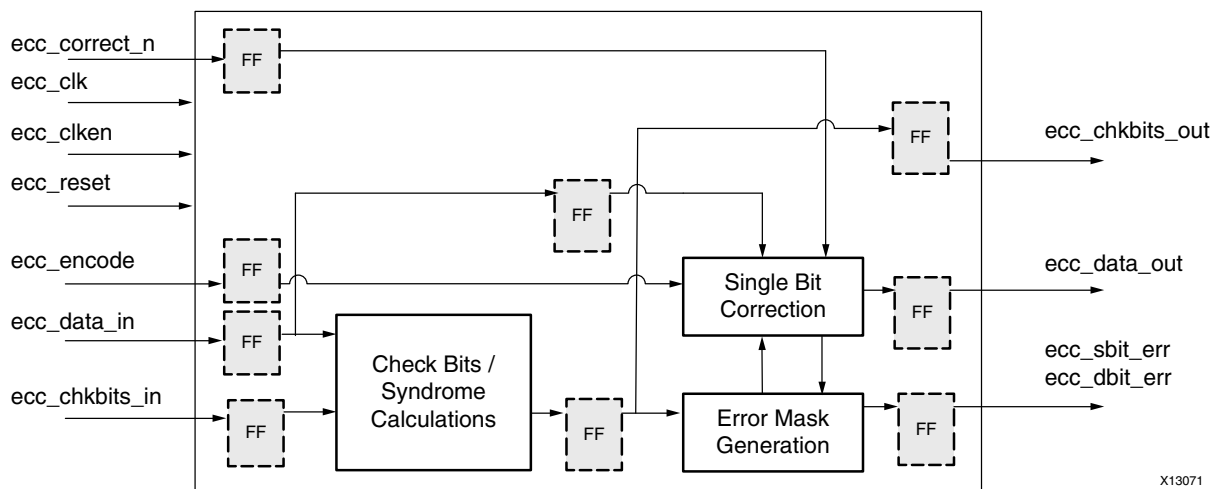 ecc_correct_n
FF
ecc_clk
ecc_clken
FF
ecc_chkbits_out
ecc_reset
FF
ecc_encode
FF
Single Bit
Correction
FF
ecc_data_out
ecc_data_in
FF
Check Bits /
Syndrome
Calculations
ecc_sbit_err
ecc_dbit_err
ecc_chkbits_in
FF
FF
Error Mask
Generation
FF
X13071